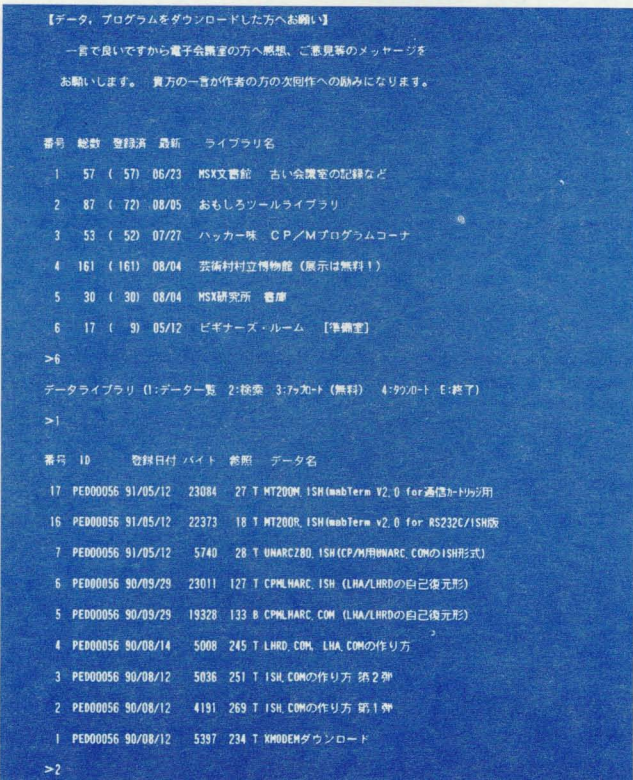 【データ, プログラムをダウンロードした方へお願い】
一言で良いですから電子会議室の方へ感想、ご意見等のメッセージを
お願いします。 貴方の一言が作者の方の次回作への励みになります。
番号 総数 登録済 最新 ライブラリ名
1 57 ( 57) 06/23 MSX文書館 古い会議室の記録など
2 87 ( 72) 08/05 おもしろツールライブラリ
3 53 ( 52) 07/27 ハッカー味 CP/Mプログラムコーナ
4 161 (161) 08/04 芸術村村立博物館 (展示は無料!)
5 30 ( 30) 08/04 MSX研究所 書庫
6 17 ( 9) 05/12 ビギナーズ・ルーム [準備室]
>6
データライブラリ (1:データ一覧 2:検索 3:アップロード (無料) 4:ダウンロード E:終了)
>1
番号 ID 登録日付 バイト 参照 データ名
17 PED00056 91/05/12 23084 27 T MT200M.ISH(mabTerm V2.0 for通信カートリッジ用
16 PED00056 91/05/12 22373 18 T MT200R.ISH(mabTerm v2.0 for RS232C/ISH版
7 PED00056 91/05/12 5740 28 T UNARCZ80.ISH(CP/M用UNARC.COMのISH形式)
6 PED00056 90/09/29 23011 127 T CPMLHARC.ISH (LHA/LHRDの自己復元形)
5 PED00056 90/09/29 19328 133 B CPMLHARC.COM (LHA/LHRDの自己復元形)
4 PED00056 90/08/14 5008 245 T LHRD.COM, LHA.COMの作り方
3 PED00056 90/08/12 5036 251 T ISH.COMの作り方 第2弾
2 PED00056 90/08/12 4191 269 T ISH.COMの作り方 第1弾
1 PED00056 90/08/12 5397 234 T XMODEMダウンロード
>2